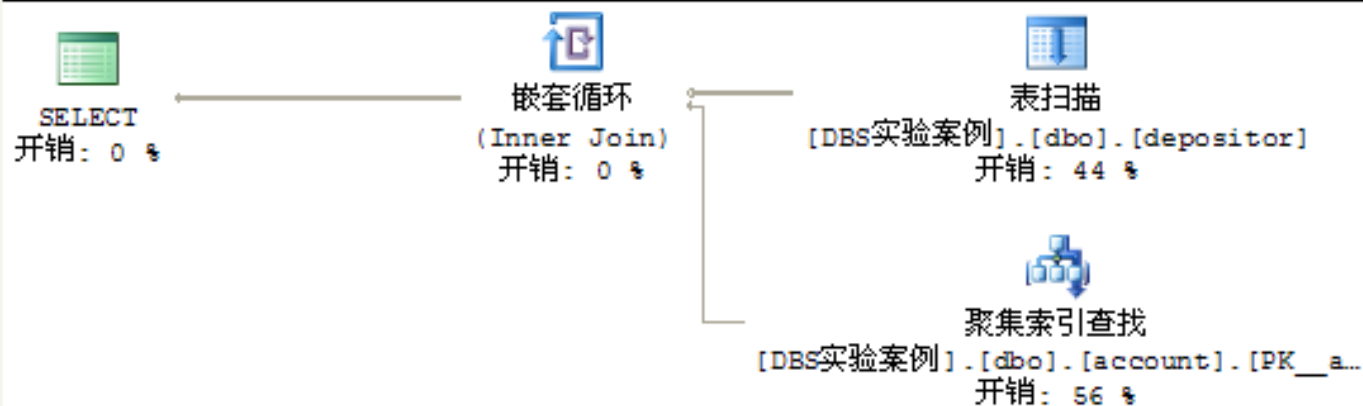 SELECT
开销: 0 %
嵌套循环
(Inner Join)
开销: 0 %
表扫描
[DBS实验案例].[dbo].[depositor]
开销: 44 %
聚集索引查找
[DBS实验案例].[dbo].[account].[PK__a…
开销: 56 %